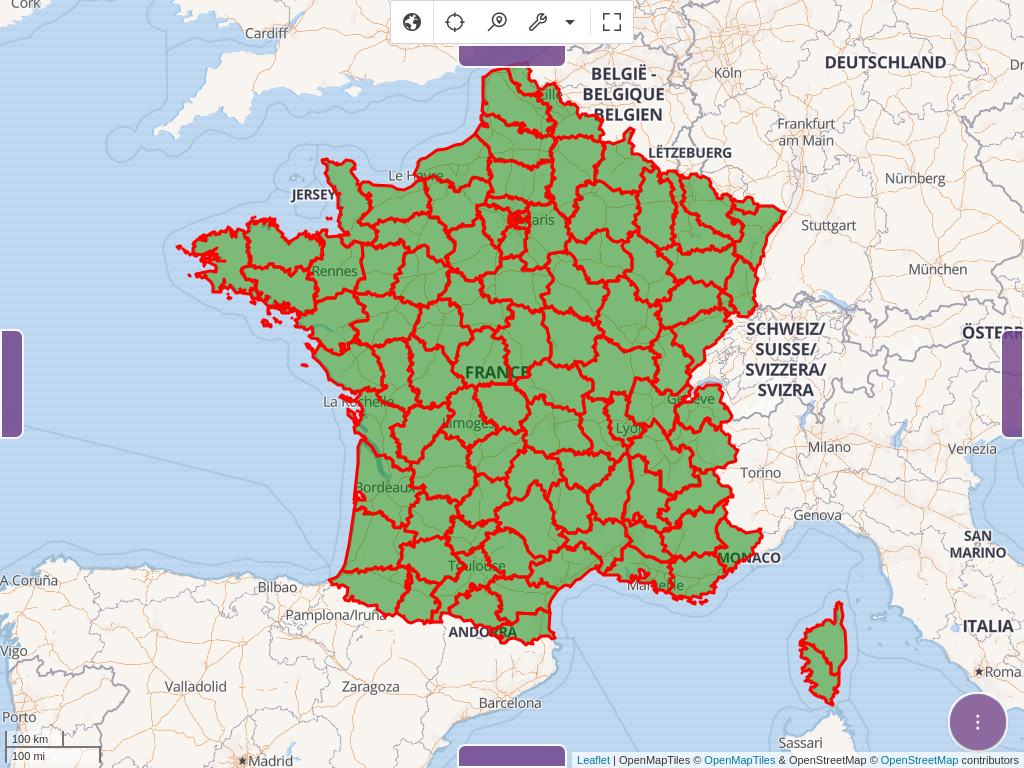 Cork
Cardiff
BELGIË -
BELGIQUE
BELGIEN
Köln
DEUTSCHLAND
Frankfurt
am Main
LËTZEBUERG
Le Havre
JERSEY
Nürnberg
Paris
Stuttgart
Rennes
München
SCHWEIZ/
SUISSE/
SVIZZERA/
SVIZRA
ÖSTERR
FRANCE
La Rochelle
Genève
Limoges
Lyon
Milano
Venezia
Torino
Bordeaux
Genova
SAN
MARINO
MONACO
Toulouse
A Coruña
Bilbao
Marseille
Pamplona/Iruña
ANDORRA
ITALIA
Vigo
Valladolid
Zaragoza
Roma
Barcelona
Porto
100 km
Sassari
100 mi
Madrid
Leaflet | OpenMapTiles © OpenMapTiles & OpenStreetMap © OpenStreetMap contributors